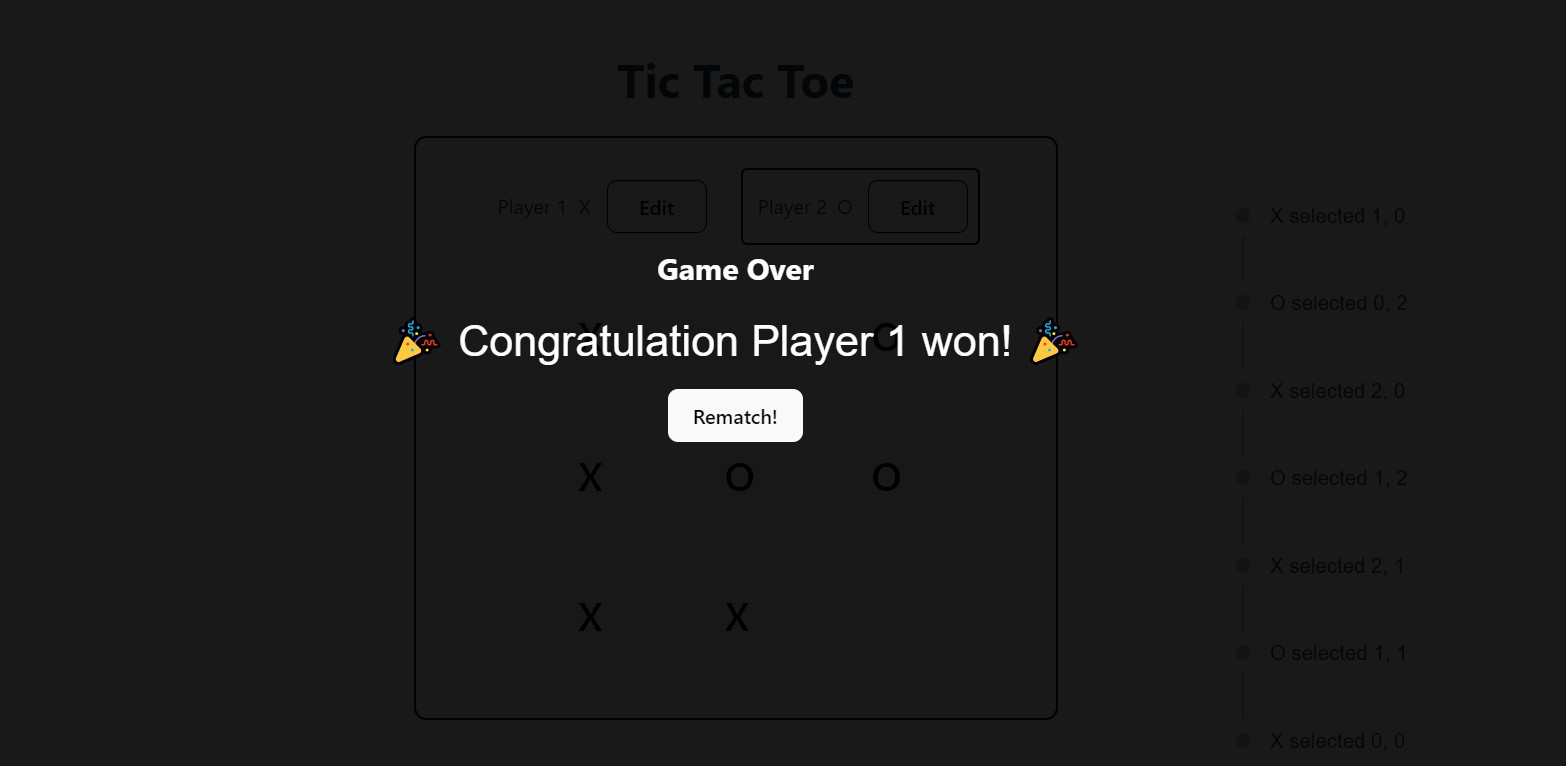 Tic Tac Toe
Player 1 X Edit Player 2 O Edit
Game Over
🎉 Congratulation Player 1 won! 🎉
Rematch!
X O
X O O
X X
X selected 1, 0
O selected 0, 2
X selected 2, 0
O selected 1, 2
X selected 2, 1
O selected 1, 1
X selected 0, 0